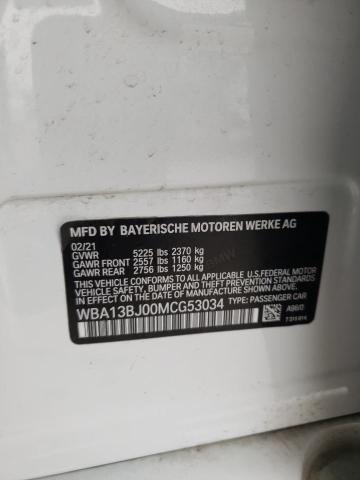 MFD BY BAYERISCHE MOTOREN WERKE AG
02/21
GVWR 5225 lbs 2370 kg
GAWR FRONT 2557 lbs 1160 kg
GAWR REAR 2756 lbs 1250 kg
THIS VEHICLE CONFORMS TO ALL APPLICABLE
U.S. FEDERAL SAFETY, BUMPER, AND
THEFT PREVENTION STANDARDS IN EFFECT
ON THE DATE OF MANUFACTURE SHOWN ABOVE.
WBA13BJ00MCG53034 TYPE: PASSENGER CAR